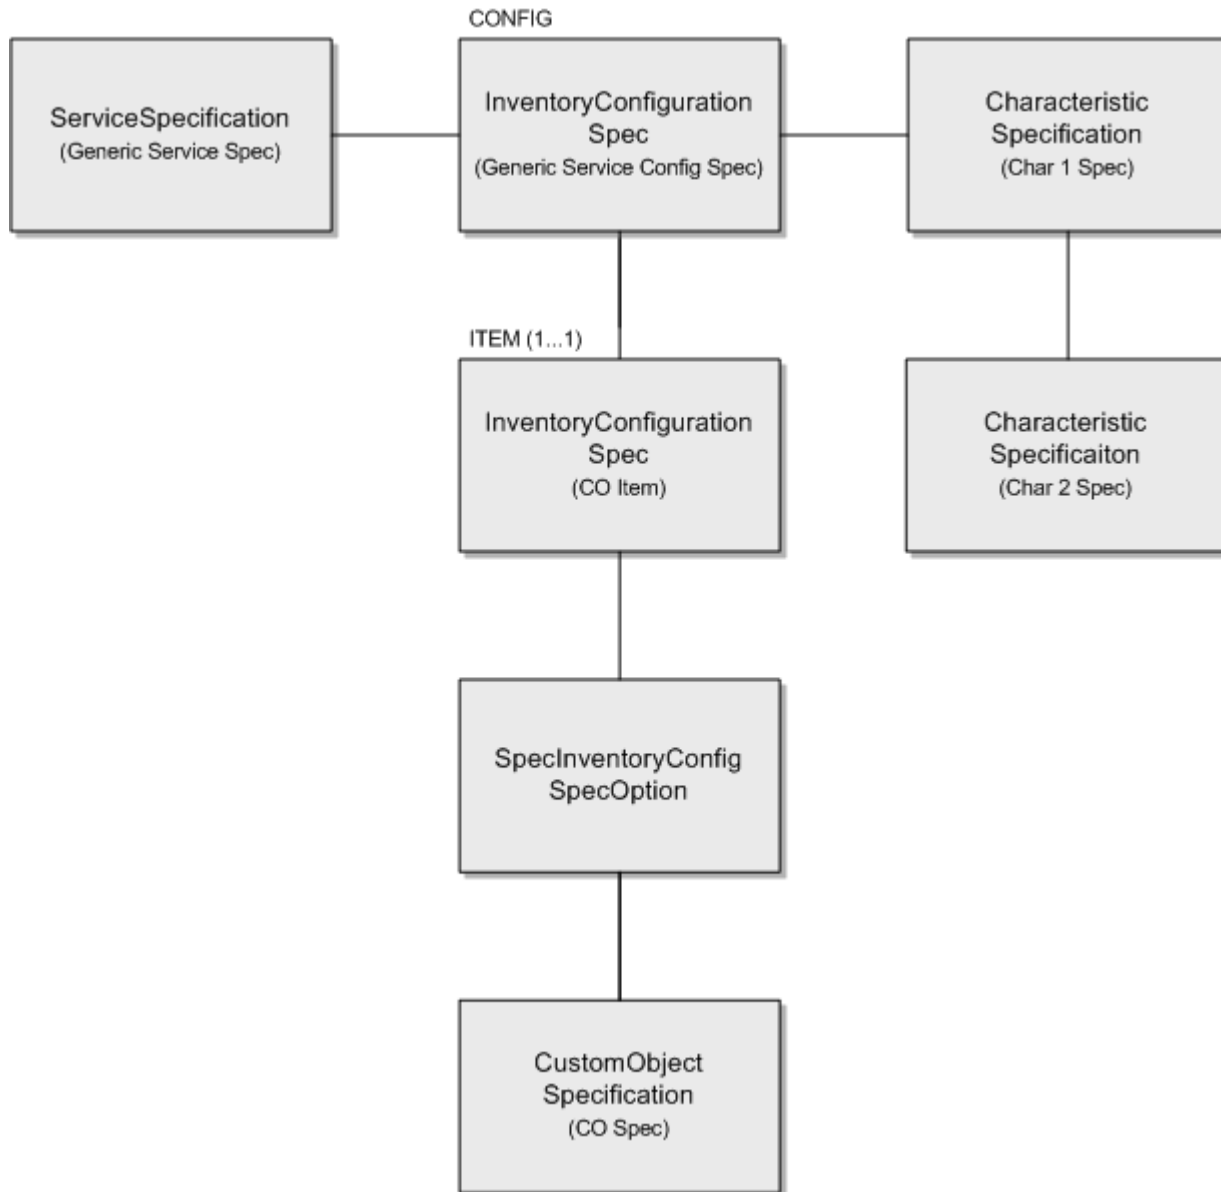 CONFIG
ServiceSpecification
(Generic Service Spec)
InventoryConfiguration
Spec
(Generic Service Config Spec)
Characteristic
Specification
(Char 1 Spec)
ITEM (1...1)
InventoryConfiguration
Spec
(CO Item)
Characteristic
Specificaiton
(Char 2 Spec)
SpecInventoryConfig
SpecOption
CustomObject
Specification
(CO Spec)